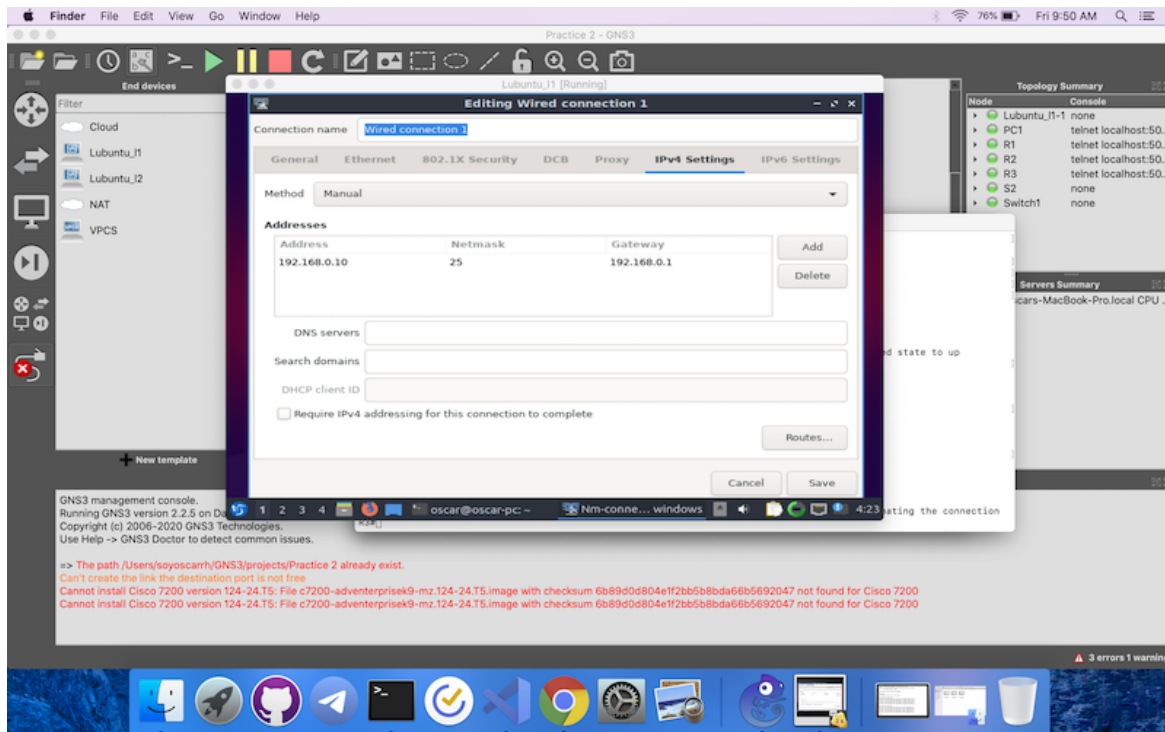 Finder File Edit View Go Window Help 76% Fri 9:50 AM
Practice 2 - GNS3
End devices
Filter
Cloud
Lubuntu_l1
Lubuntu_l2
NAT
VPCS
New template
Lubuntu_l1 [Running]
Editing Wired connection 1
Connection name Wired connection 1
General Ethernet 802.1X Security DCB Proxy IPv4 Settings IPv6 Settings
Method Manual
Addresses
Address Netmask Gateway
192.168.0.10 25 192.168.0.1
Add
Delete
DNS servers
Search domains
DHCP client ID
Require IPv4 addressing for this connection to complete
Routes...
Cancel Save
1 2 3 4 oscar@oscar-pc: ~ Nm-conne... windows 4:23
Topology Summary
Node Console
Lubuntu_l1-1 none
PC1 telnet localhost:50..
R1 telnet localhost:50..
R2 telnet localhost:50..
R3 telnet localhost:50..
S2 none
Switch1 none
Servers Summary
cars-MacBook-Pro.local CPU ..
ed state to up
ating the connection
R3#
GNS3 management console.
Running GNS3 version 2.2.5 on Da
Copyright (c) 2006-2020 GNS3 Technologies.
Use Help -> GNS3 Doctor to detect common issues.
=> The path /Users/soyoscarrh/GNS3/projects/Practice 2 already exist.
Can't create the link the destination port is not free
Cannot install Cisco 7200 version 124-24.T5: File c7200-adventerprisek9-mz.124-24.T5.image with checksum 6b89d0d804e1f2bb5b8bda66b5692047 not found for Cisco 7200
Cannot install Cisco 7200 version 124-24.T5: File c7200-adventerprisek9-mz.124-24.T5.image with checksum 6b89d0d804e1f2bb5b8bda66b5692047 not found for Cisco 7200
3 errors 1 warning